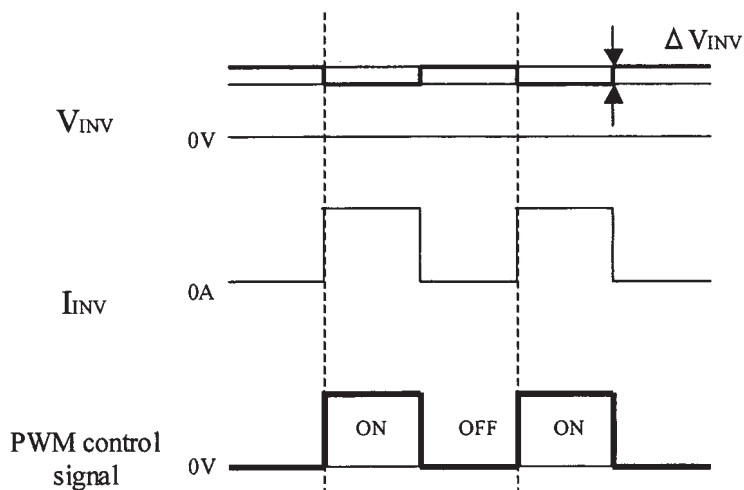 Δ VINV
VINV
0V
0A
IINV
ON OFF ON
PWM control
signal
0V